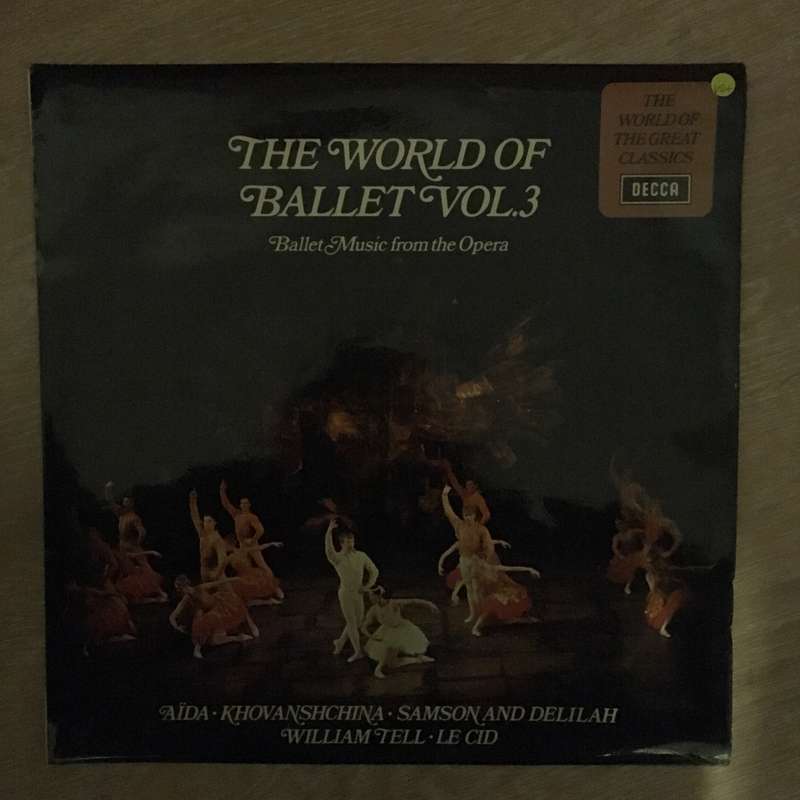 THE WORLD OF
BALLET VOL.3
Ballet Music from the Opera
THE
WORLD OF
THE GREAT
CLASSICS
DECCA
AÏDA · KHOVANSHCHINA · SAMSON AND DELILAH
WILLIAM TELL · LE CID